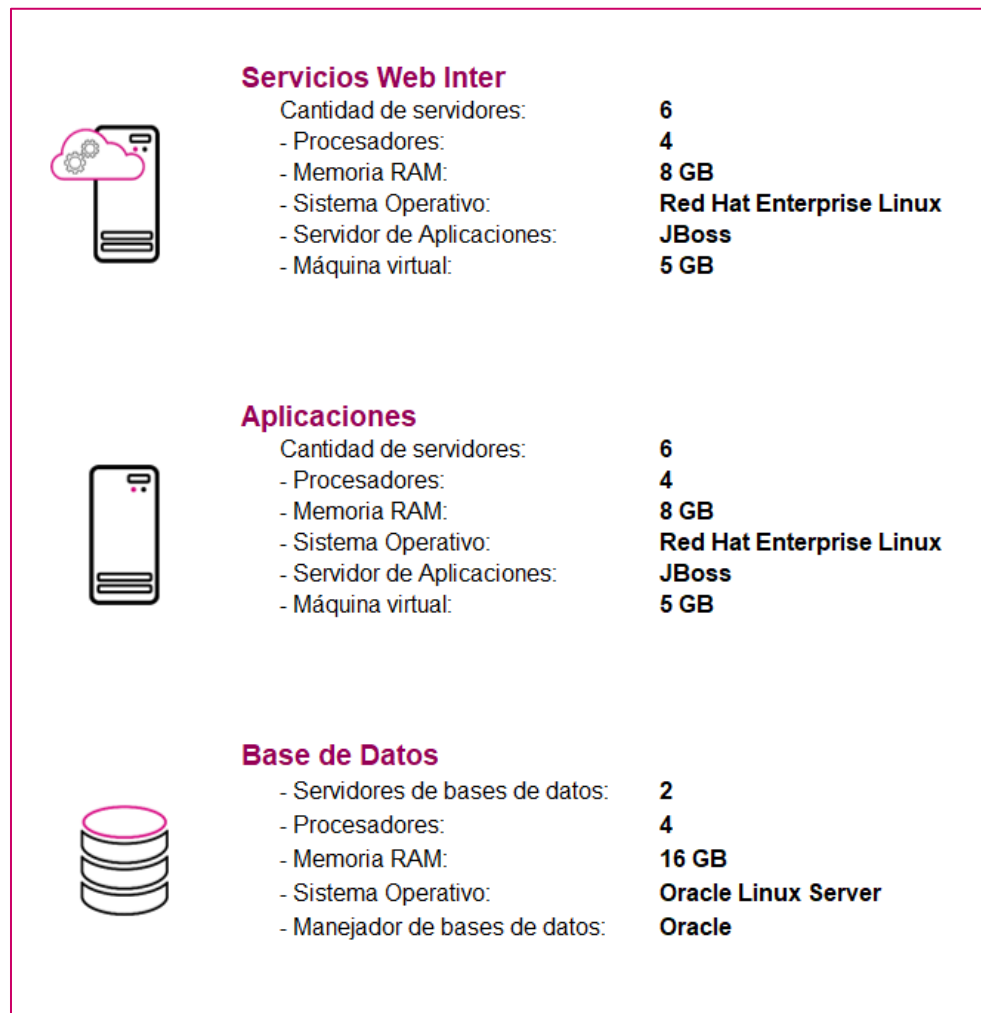 Servicios Web Inter
Cantidad de servidores: 6
- Procesadores: 4
- Memoria RAM: 8 GB
- Sistema Operativo: Red Hat Enterprise Linux
- Servidor de Aplicaciones: JBoss
- Máquina virtual: 5 GB
Aplicaciones
Cantidad de servidores: 6
- Procesadores: 4
- Memoria RAM: 8 GB
- Sistema Operativo: Red Hat Enterprise Linux
- Servidor de Aplicaciones: JBoss
- Máquina virtual: 5 GB
Base de Datos
- Servidores de bases de datos: 2
- Procesadores: 4
- Memoria RAM: 16 GB
- Sistema Operativo: Oracle Linux Server
- Manejador de bases de datos: Oracle